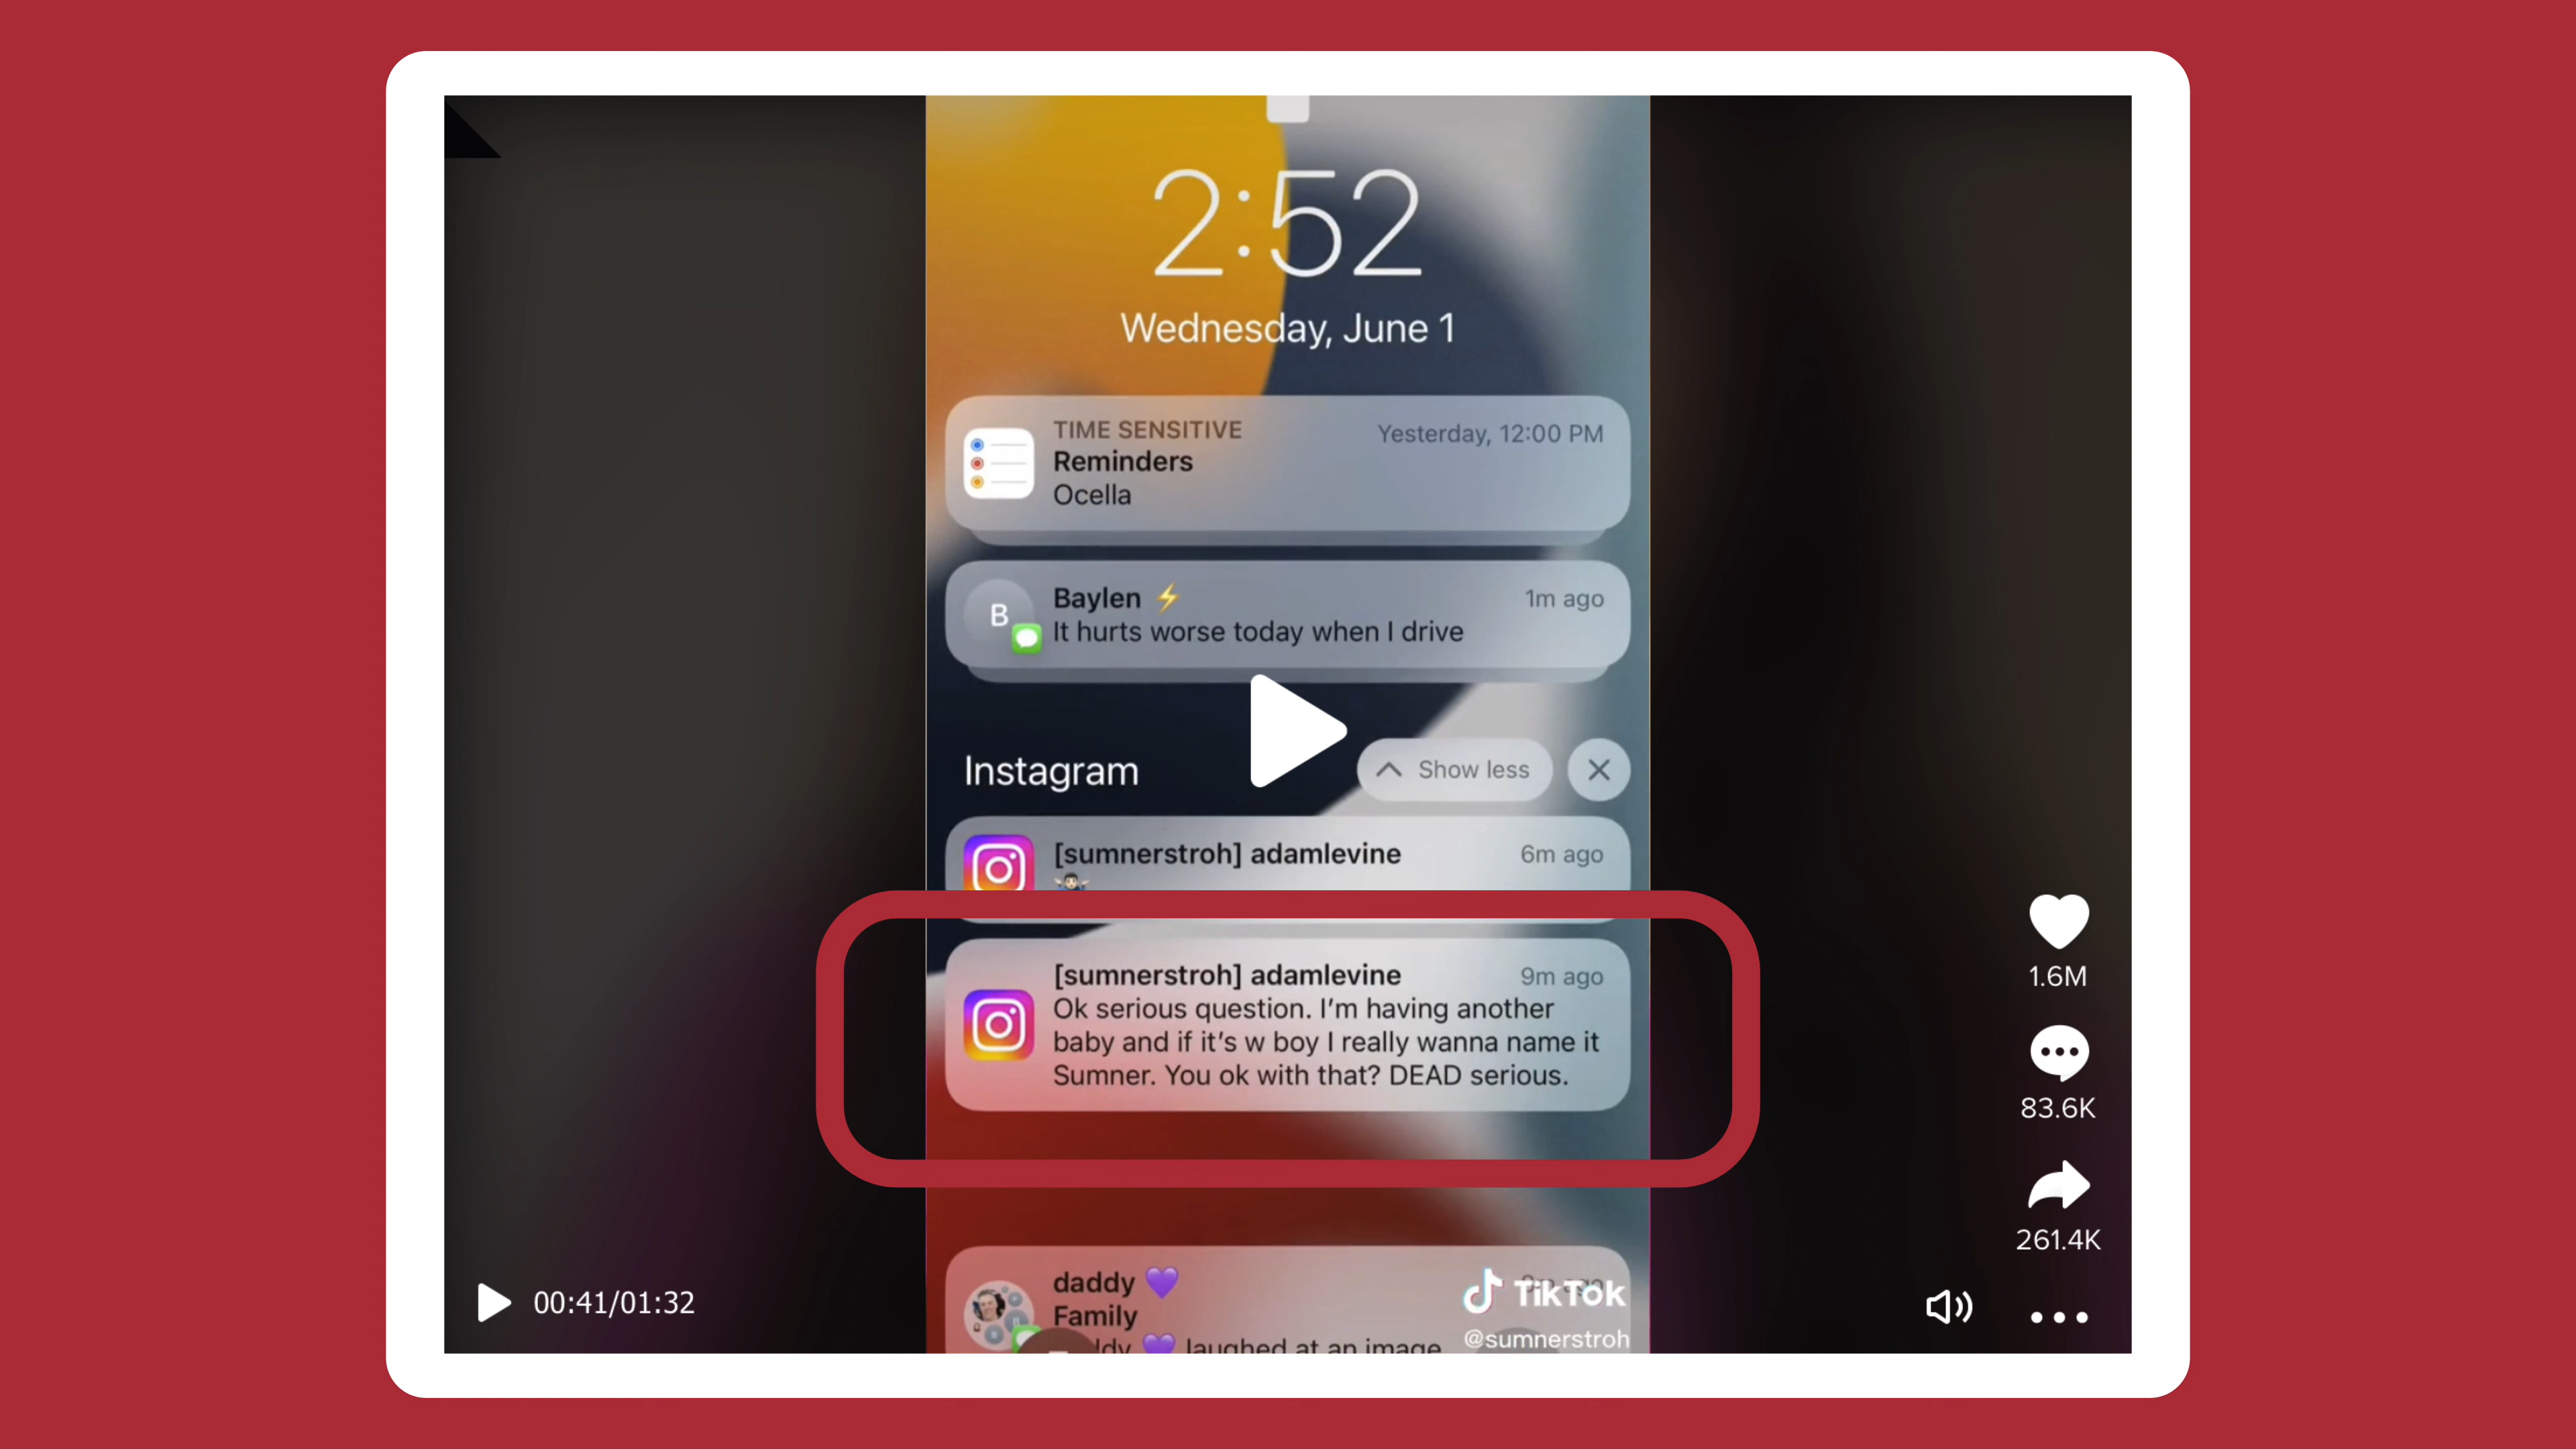 2:52
Wednesday, June 1
TIME SENSITIVE
Yesterday, 12:00 PM
Reminders
Ocella
B
Baylen ⚡
1m ago
It hurts worse today when I drive
Instagram
Show less
[sumnerstroh] adamlevine
6m ago
🤷🏻‍♂️
[sumnerstroh] adamlevine
9m ago
Ok serious question. I’m having another
baby and if it’s w boy I really wanna name it
Sumner. You ok with that? DEAD serious.
1.6M
83.6K
261.4K
daddy 💜
Family
💜 laughed at an image
TikTok
@sumnerstroh
00:41/01:32